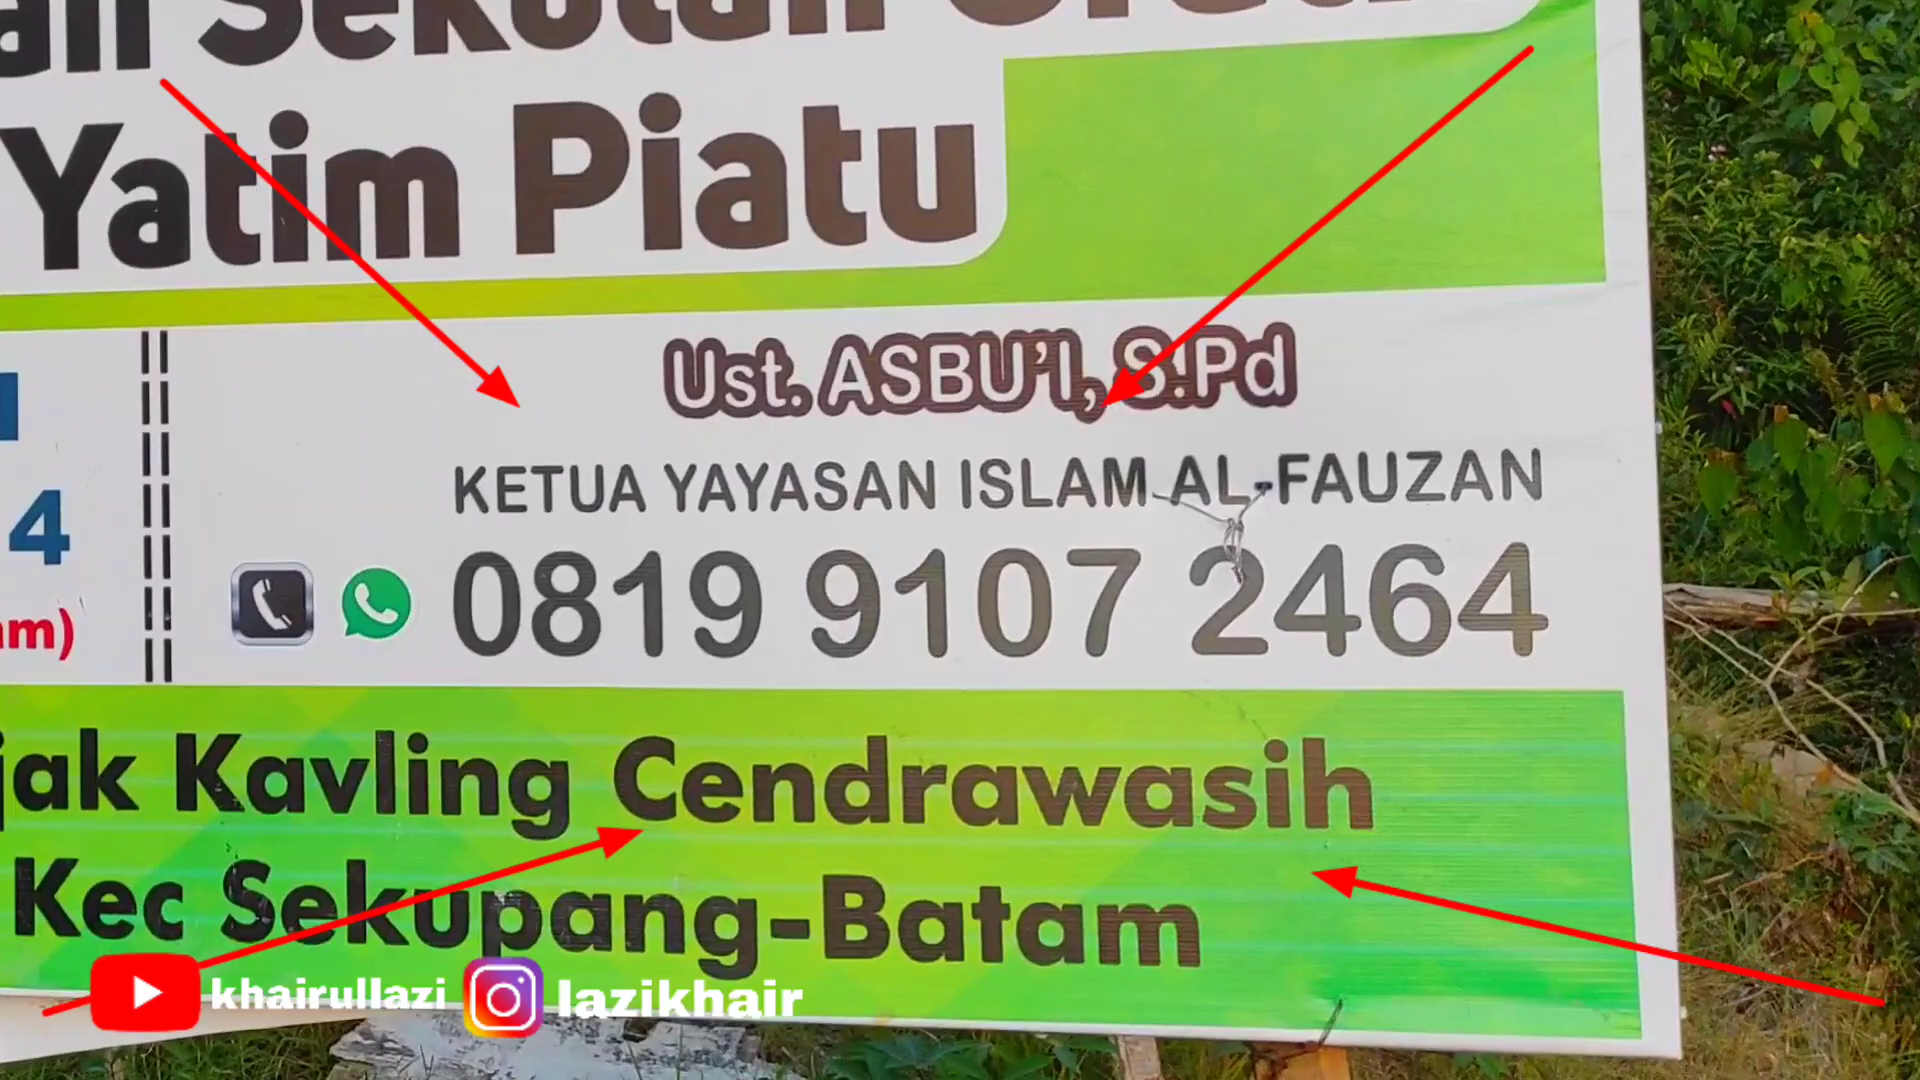 Sekolah
Yatim Piatu
Ust. ASBU'I, S.Pd
KETUA YAYASAN ISLAM AL-FAUZAN
4
0819 9107 2464
Kavling Cendrawasih
Kec Sekupang-Batam
khairullazi lazikhair